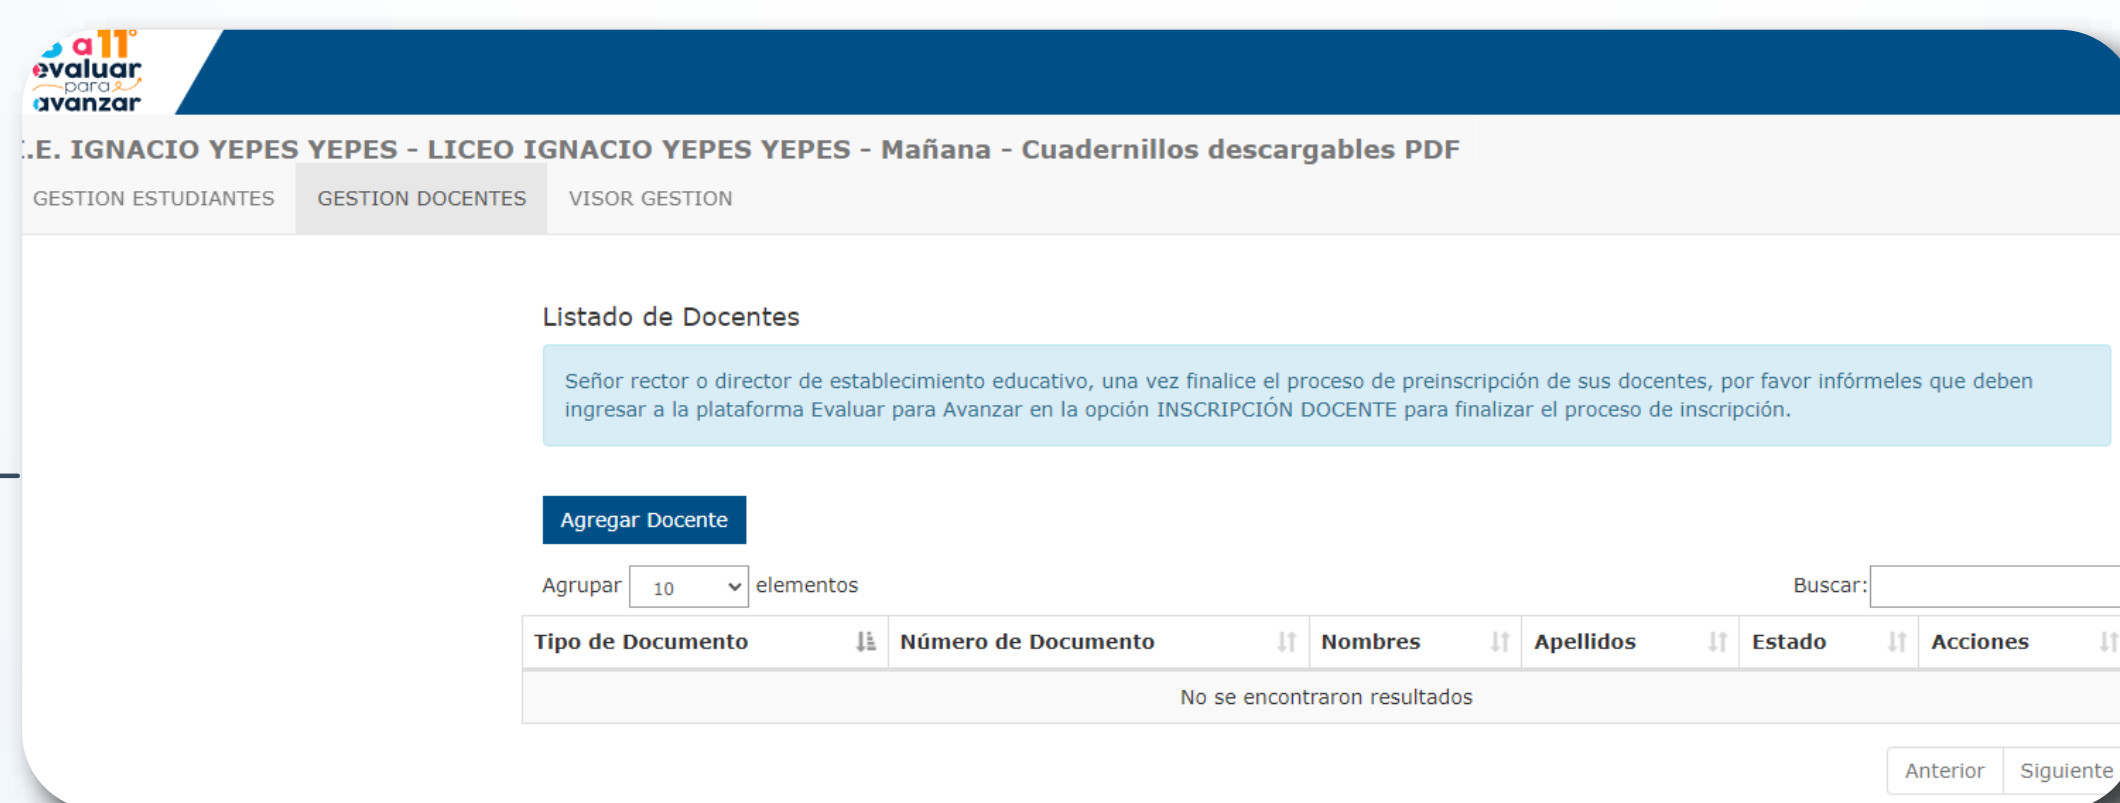 a 11°
evaluar
para
avanzar
.E. IGNACIO YEPES YEPES - LICEO IGNACIO YEPES YEPES - Mañana - Cuadernillos descargables PDF
GESTION ESTUDIANTES GESTION DOCENTES VISOR GESTION
Listado de Docentes
Señor rector o director de establecimiento educativo, una vez finalice el proceso de preinscripción de sus docentes, por favor infórmeles que deben
ingresar a la plataforma Evaluar para Avanzar en la opción INSCRIPCIÓN DOCENTE para finalizar el proceso de inscripción.
Agregar Docente
Agrupar 10 elementos Buscar:
Tipo de Documento Número de Documento Nombres Apellidos Estado Acciones
No se encontraron resultados
Anterior Siguiente